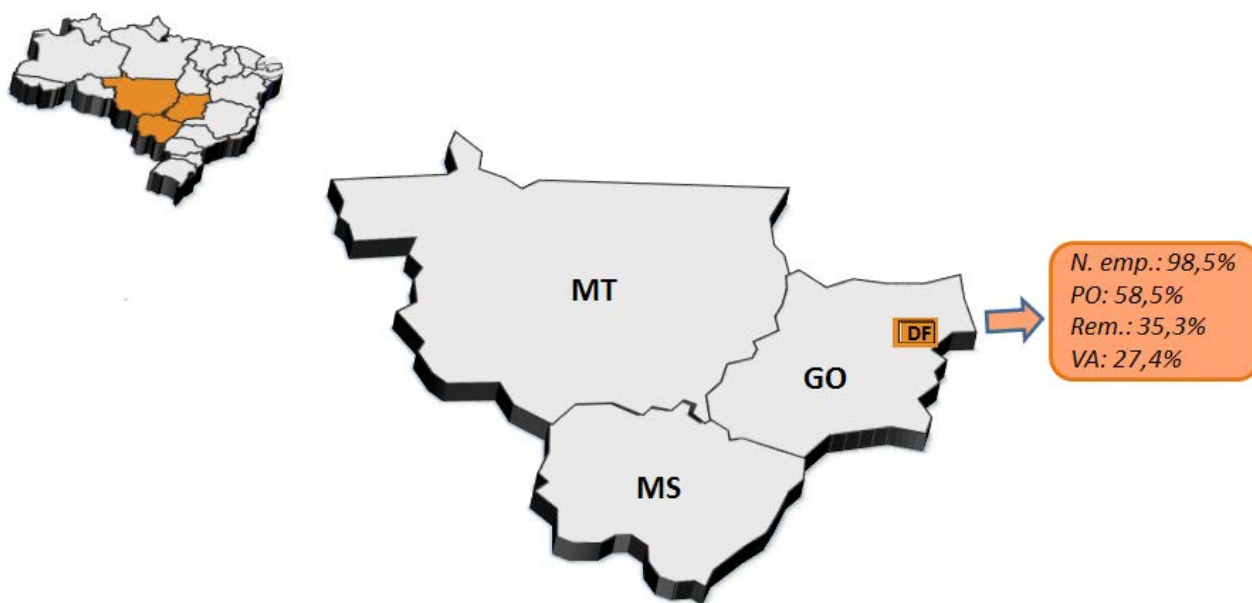 MT
DF
GO
MS
N. emp.: 98,5%
PO: 58,5%
Rem.: 35,3%
VA: 27,4%